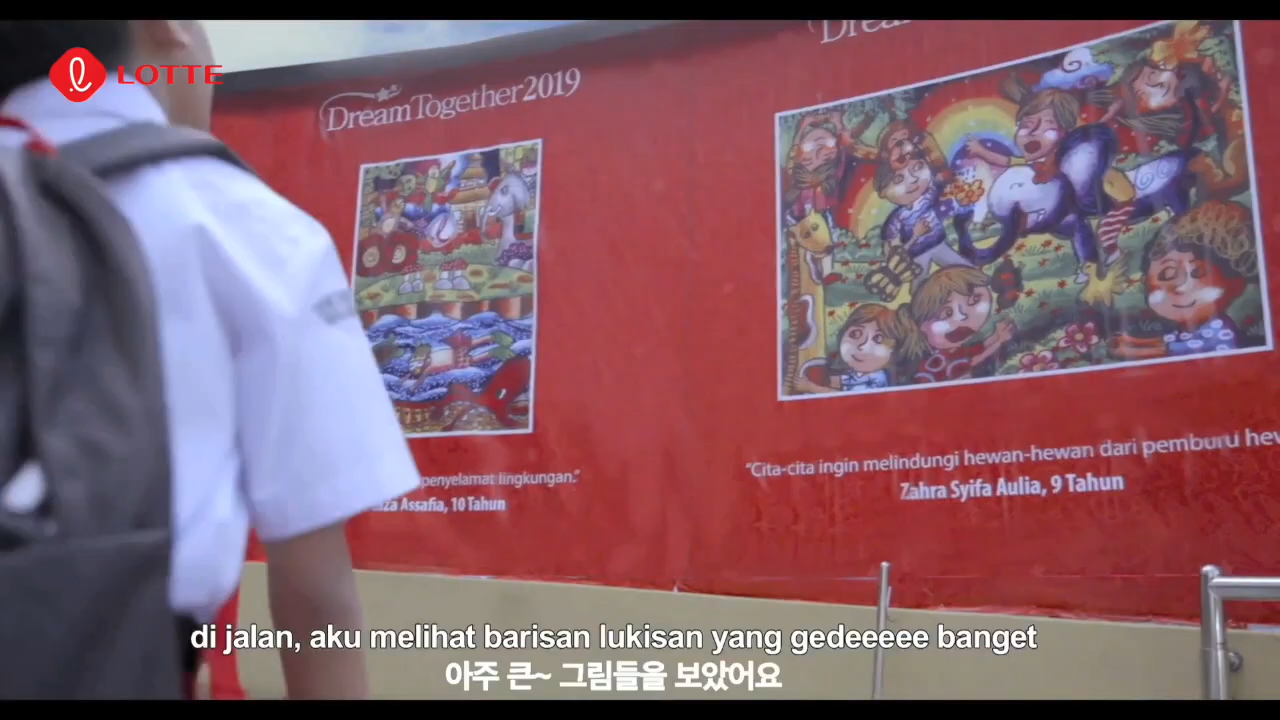 LOTTE
DreamTogether2019
penyelamat lingkungan."
Assafia, 10 Tahun
"Cita-cita ingin melindungi hewan-hewan dari pemburu
Zahra Syifa Aulia, 9 Tahun
di jalan, aku melihat barisan lukisan yang gedeeeee banget
아주 큰~ 그림들을 보았어요